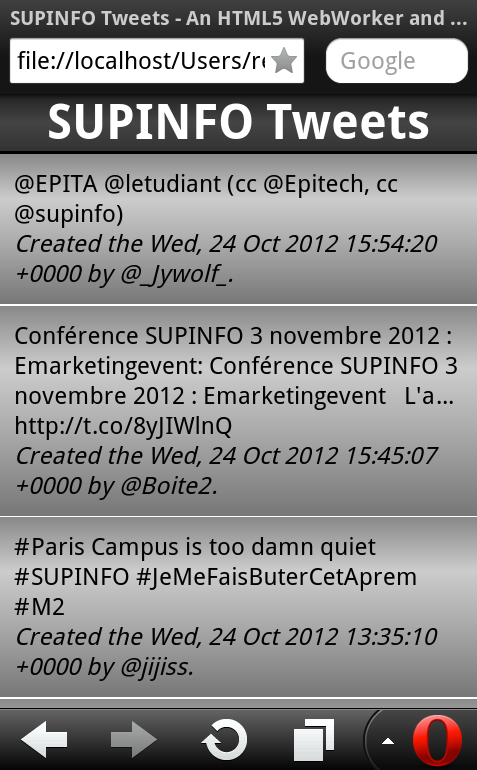 SUPINFO Tweets - An HTML5 WebWorker and ...
file://localhost/Users/r
Google
SUPINFO Tweets
@EPITA @letudiant (cc @Epitech, cc
@supinfo)
Created the Wed, 24 Oct 2012 15:54:20
+0000 by @_Jywolf_.
Conférence SUPINFO 3 novembre 2012 :
Emarketingevent: Conférence SUPINFO 3
novembre 2012 : Emarketingevent   L'a...
http://t.co/8yJIWlnQ
Created the Wed, 24 Oct 2012 15:45:07
+0000 by @Boite2.
#Paris Campus is too damn quiet
#SUPINFO #JeMeFaisButerCetAprem
#M2
Created the Wed, 24 Oct 2012 13:35:10
+0000 by @jijiss.